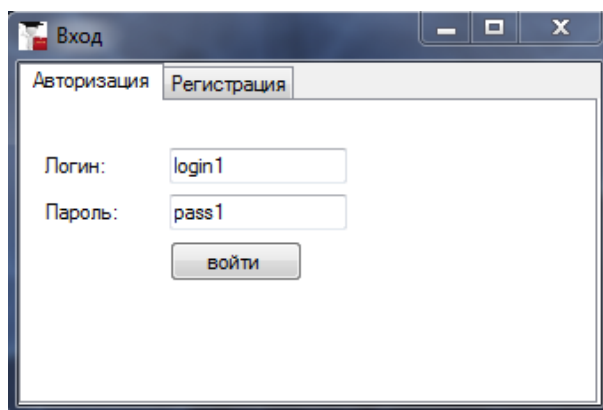 Вход
Авторизация Регистрация
Логин: login1
Пароль: pass1
войти